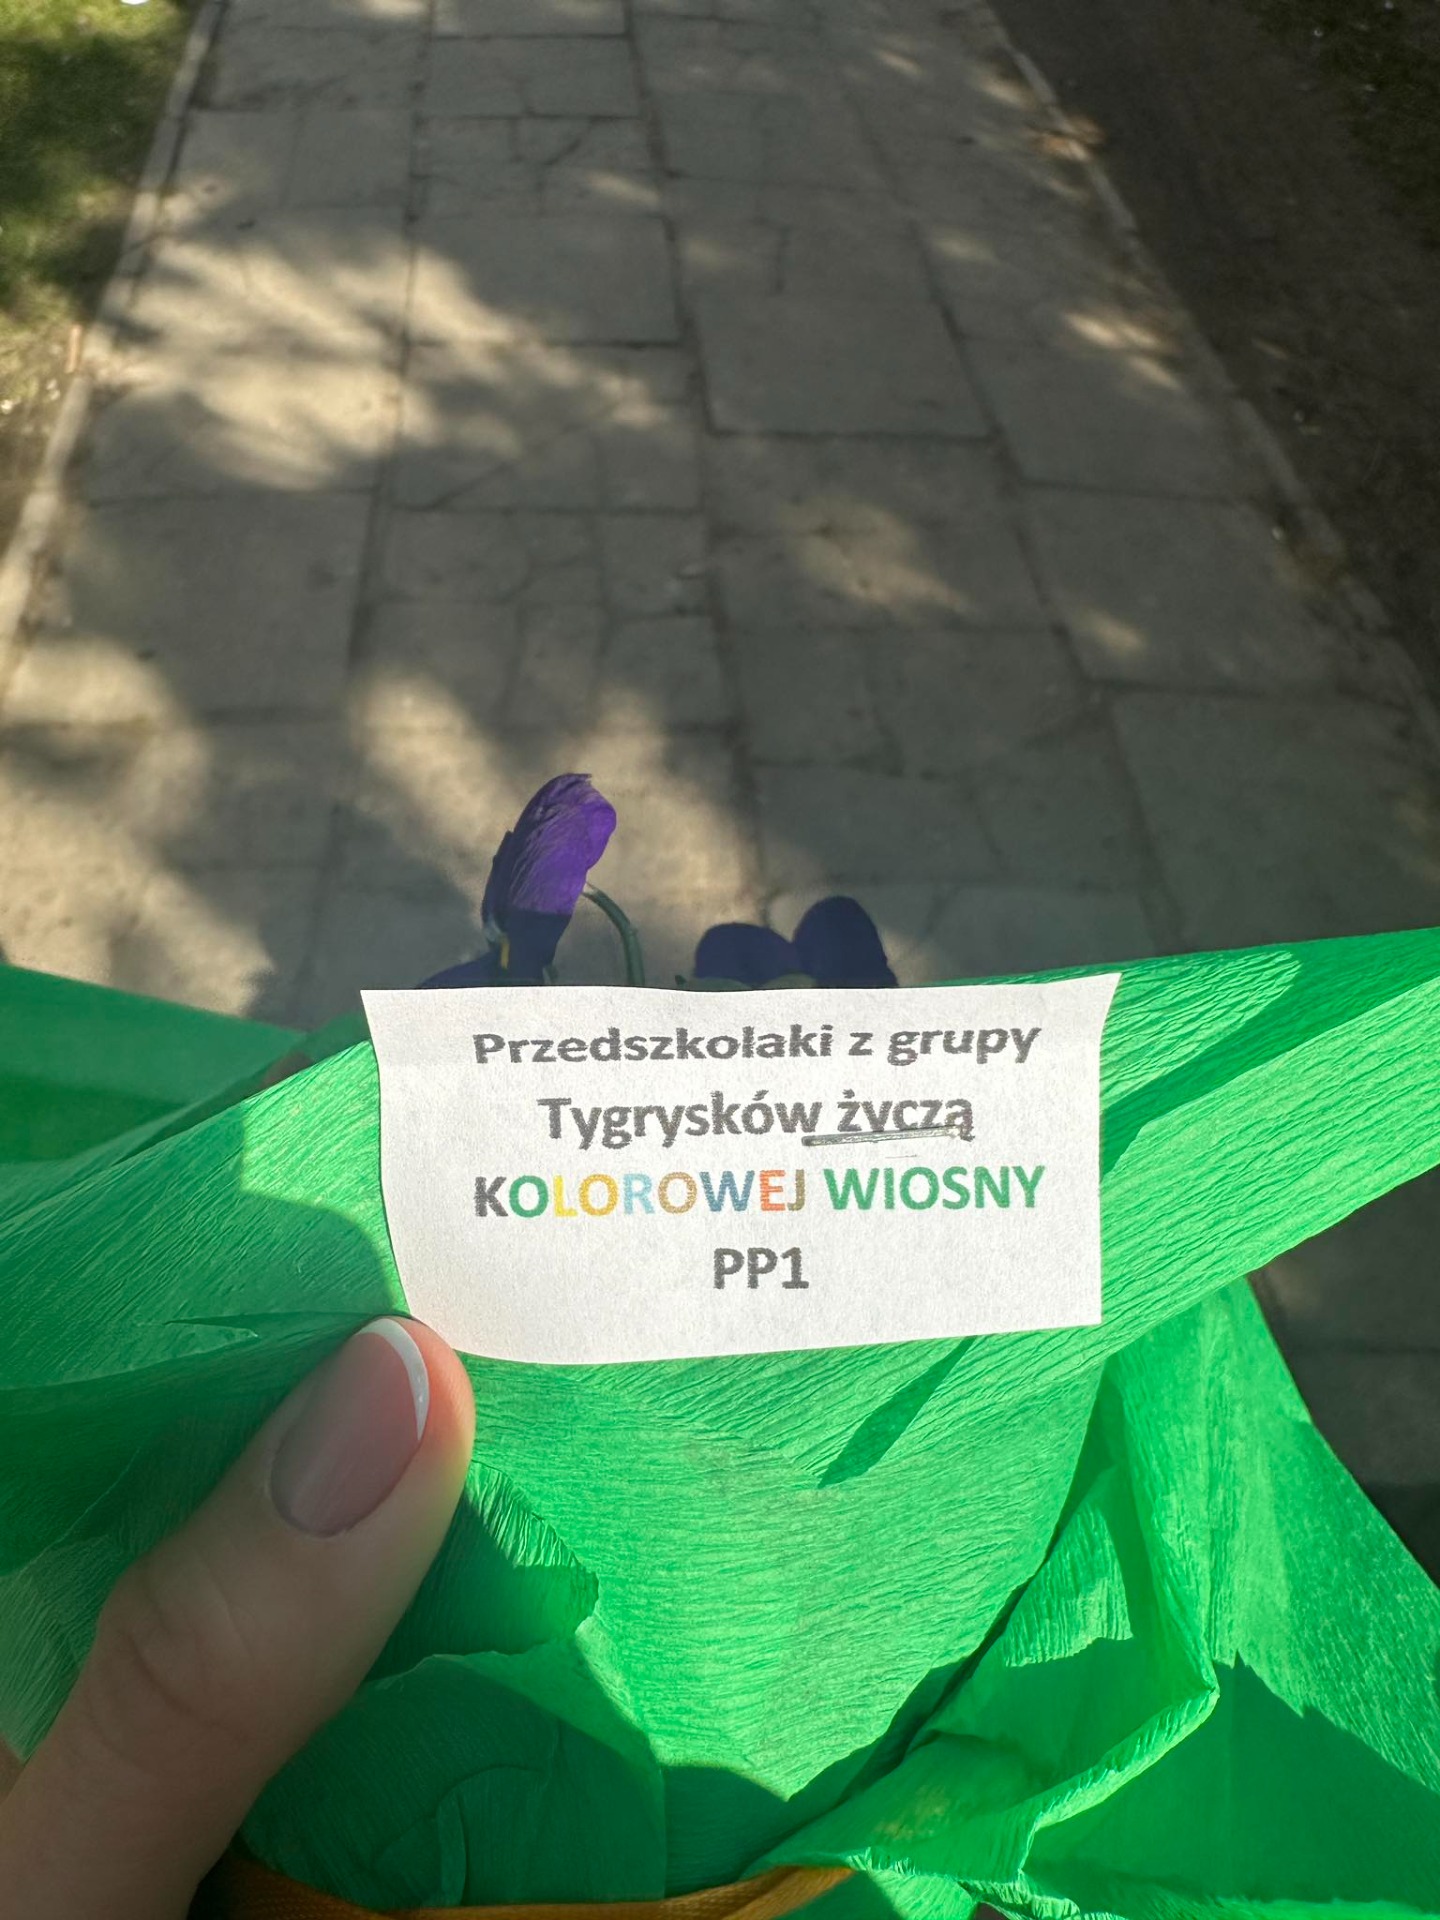 Przedszkolaki z grupy
Tygrysków życzą
KOLOROWEJ WIOSNY
PP1